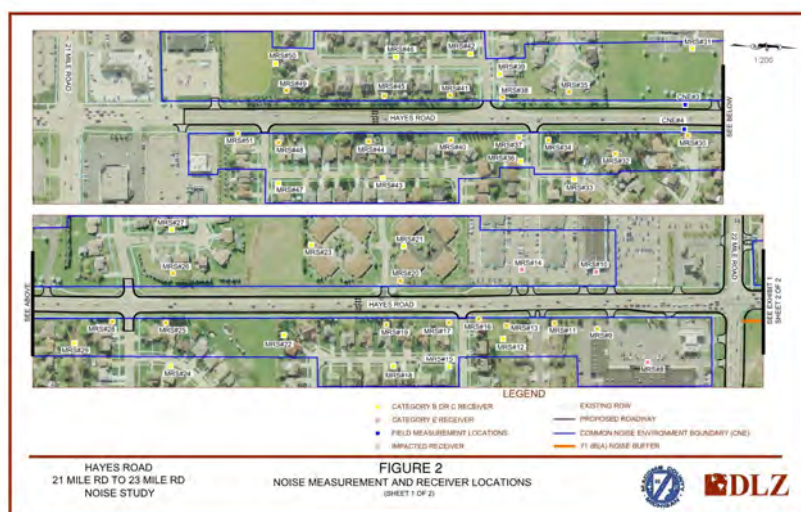 21 MILE ROAD
MRS#50
MRS#49
MRS#46
MRS#42
MRS#45
MRS#41
MRS#39
MRS#38
MRS#35
MRS#31
CNE#3
1:200
HAYES ROAD
CNE#4
MRS#51
MRS#48
MRS#44
MRS#40
MRS#37
MRS#36
MRS#34
MRS#32
MRS#30
MRS#47
MRS#43
MRS#33
SEE BELOW
SEE ABOVE
MRS#27
MRS#26
MRS#23
MRS#21
MRS#20
MRS#14
MRS#10
22 MILE ROAD
HAYES ROAD
SEE EXHIBIT 1
SHEET 2 OF 2
MRS#29
MRS#28
MRS#25
MRS#24
MRS#22
MRS#19
MRS#17
MRS#16
MRS#13
MRS#11
MRS#9
MRS#12
MRS#18
MRS#15
MRS#8
LEGEND
CATEGORY B OR C RECEIVER
CATEGORY E RECEIVER
FIELD MEASUREMENT LOCATIONS
IMPACTED RECEIVER
EXISTING ROW
PROPOSED ROADWAY
COMMON NOISE ENVIRONMENT BOUNDARY (CNE)
71 dB(A) NOISE BUFFER
HAYES ROAD
21 MILE RD TO 23 MILE RD
NOISE STUDY
FIGURE 2
NOISE MEASUREMENT AND RECEIVER LOCATIONS
(SHEET 1 OF 2)
MACOMB COUNTY
MICHIGAN
DLZ